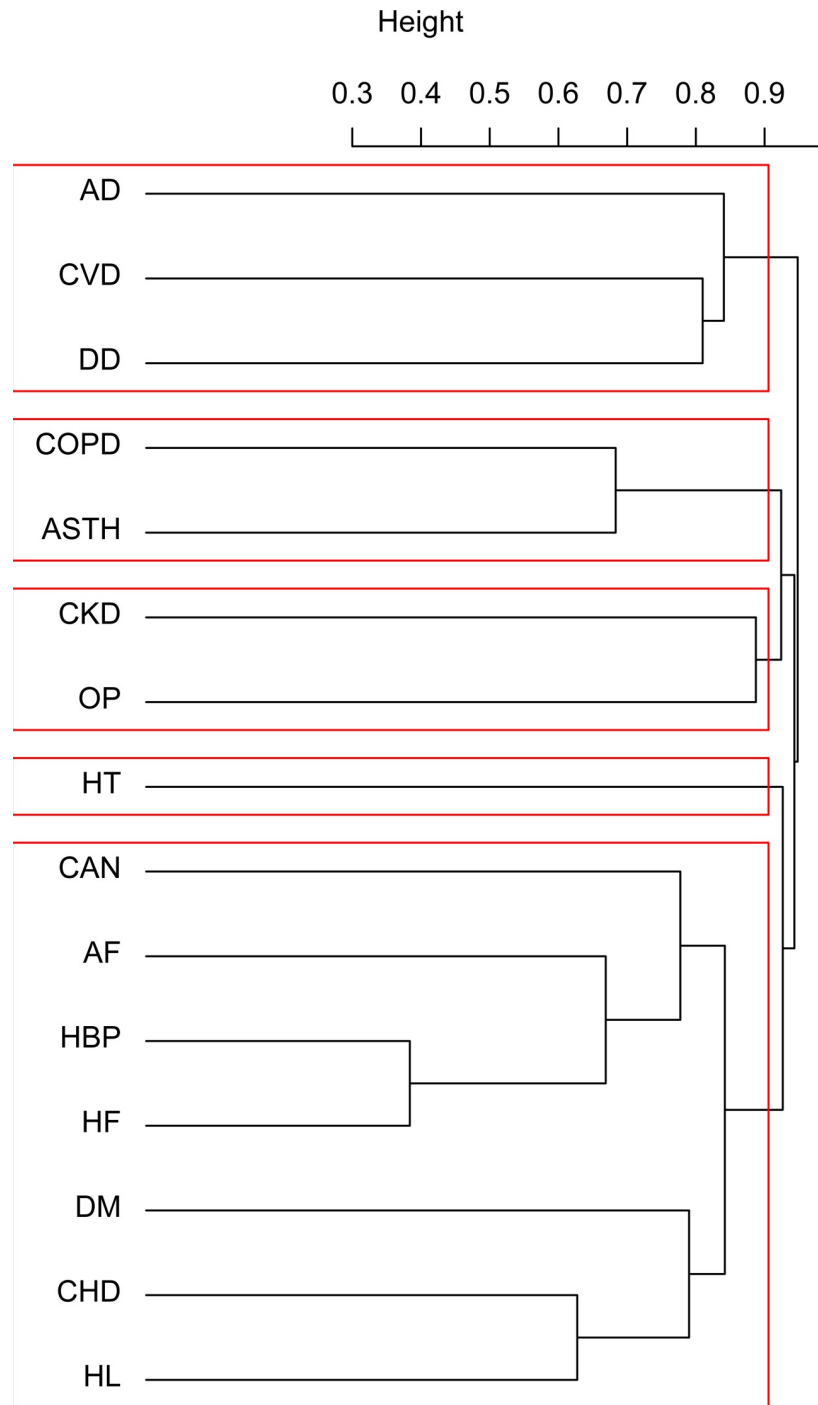 Height
0.3 0.4 0.5 0.6 0.7 0.8 0.9
AD
CVD
DD
COPD
ASTH
CKD
OP
HT
CAN
AF
HBP
HF
DM
CHD
HL